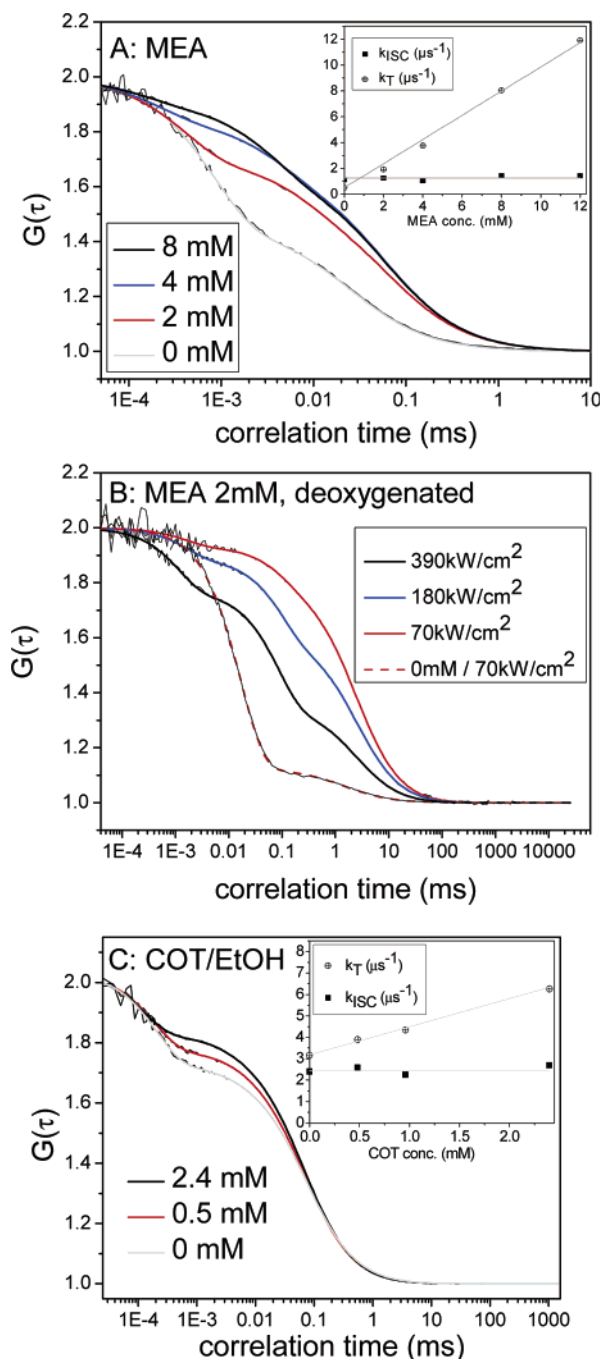 A: MEA
G(τ)
2.2
2.0
1.8
1.6
1.4
1.2
1.0
8 mM
4 mM
2 mM
0 mM
1E-4
1E-3
0.01
0.1
1
10
correlation time (ms)
k_ISC (μs⁻¹)
k_T (μs⁻¹)
12
10
8
6
4
2
0
0
2
4
6
8
10
12
MEA conc. (mM)
B: MEA 2mM, deoxygenated
G(τ)
2.2
2.0
1.8
1.6
1.4
1.2
1.0
390kW/cm²
180kW/cm²
70kW/cm²
0mM / 70kW/cm²
1E-4
1E-3
0.01
0.1
1
10
100
1000
10000
correlation time (ms)
C: COT/EtOH
G(τ)
2.0
1.8
1.6
1.4
1.2
1.0
2.4 mM
0.5 mM
0 mM
1E-4
1E-3
0.01
0.1
1
10
100
1000
correlation time (ms)
k_T (μs⁻¹)
k_ISC (μs⁻¹)
8
7
6
5
4
3
2
1
0
0.0
0.5
1.0
1.5
2.0
COT conc. (mM)